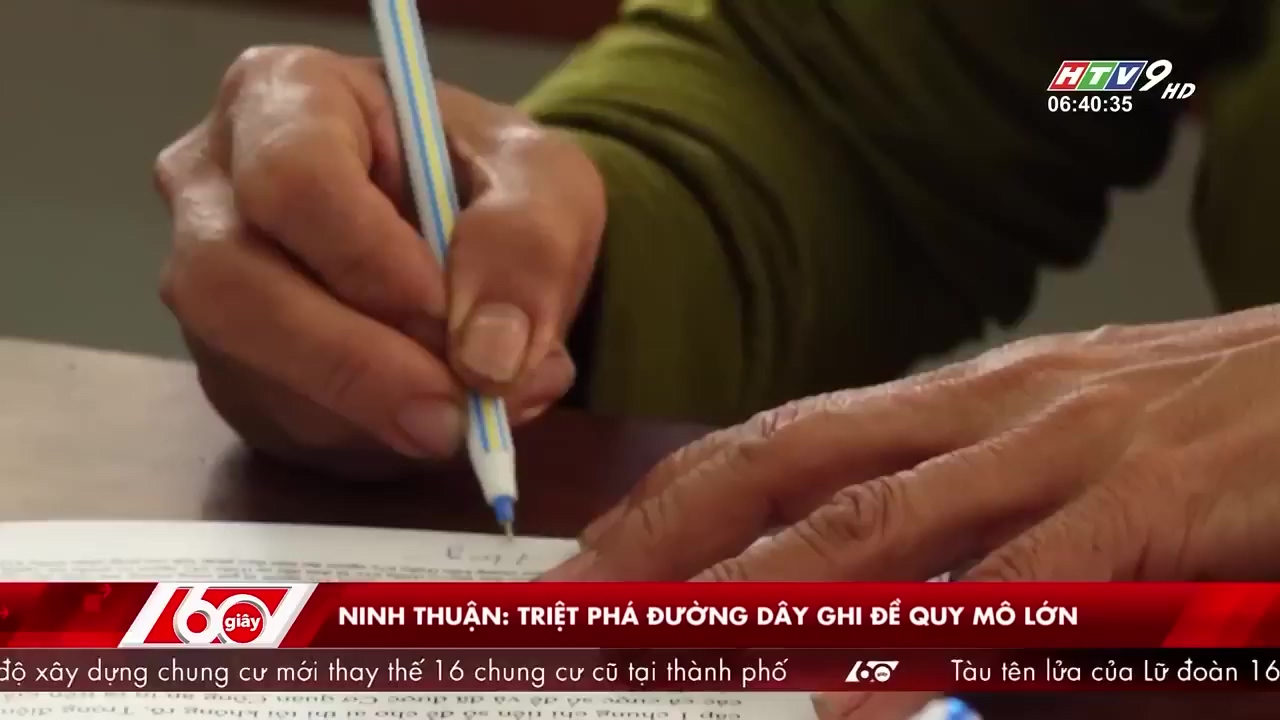 HTV9 HD
06:40:35
60 giây
NINH THUẬN: TRIỆT PHÁ ĐƯỜNG DÂY GHI ĐỀ QUY MÔ LỚN
độ xây dựng chung cư mới thay thế 16 chung cư cũ tại thành phố
60 giây
Tàu tên lửa của Lữ đoàn 16